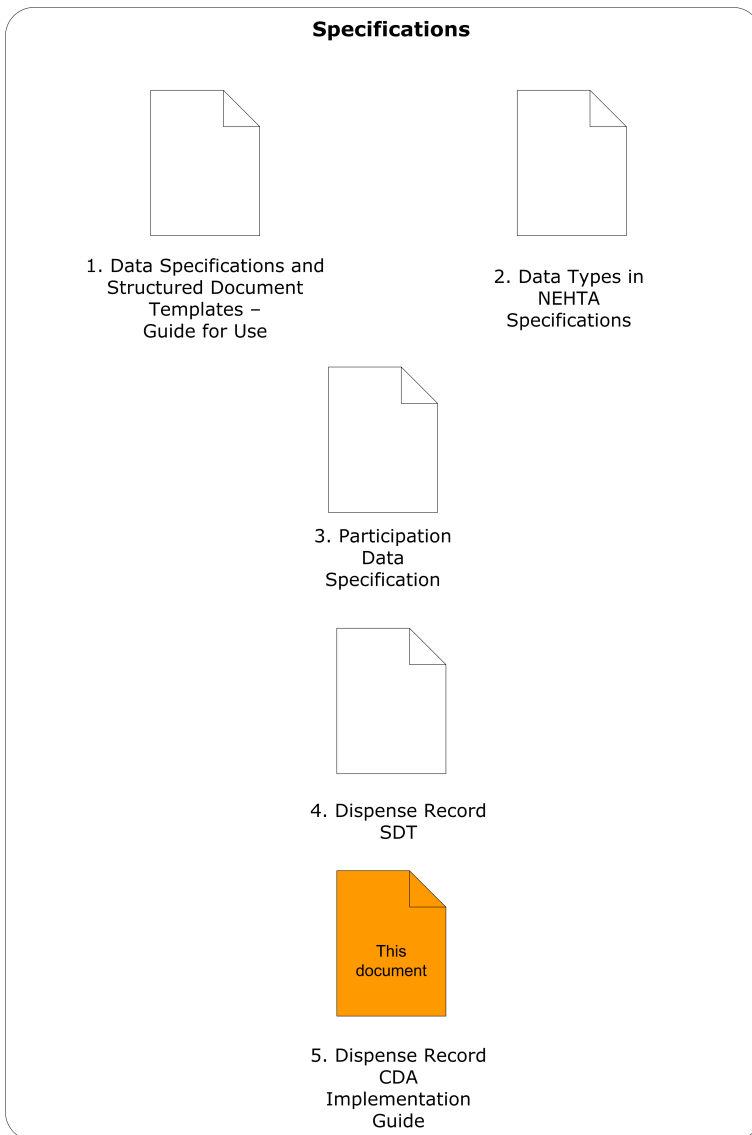 Specifications
1. Data Specifications and
Structured Document
Templates –
Guide for Use
2. Data Types in
NEHTA
Specifications
3. Participation
Data
Specification
4. Dispense Record
SDT
This
document
5. Dispense Record
CDA
Implementation
Guide